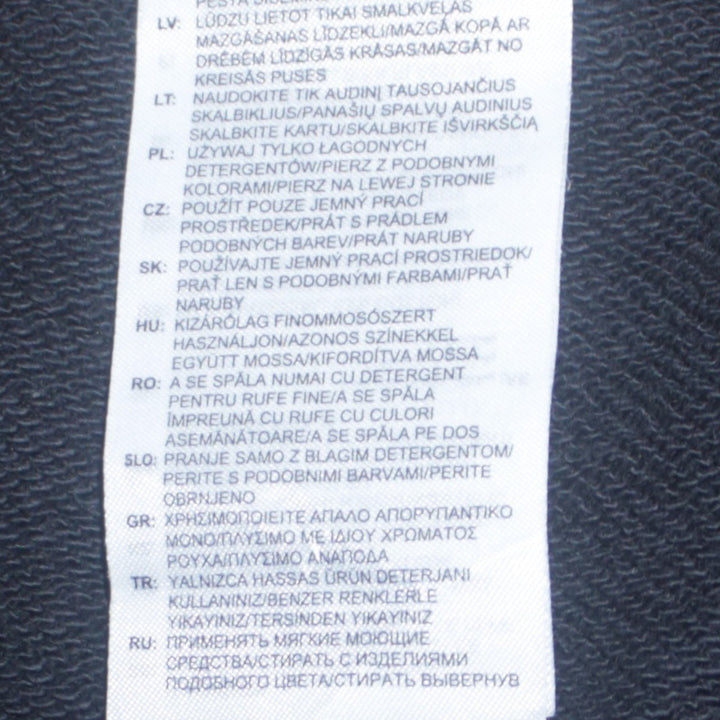 LV: LŪDZU LIETOT TIKAI SMALKVEĻAS
MAZGĀŠANAS LĪDZEKLI/MAZGĀ KOPĀ AR
DRĒBĒM LĪDZĪGĀS KRĀSAS/MAZGĀT NO
KREISĀS PUSES
LT: NAUDOKITE TIK AUDINĮ TAUSOJANČIUS
SKALBIKLIUS/PANAŠIŲ SPALVŲ AUDINIUS
SKALBKITE KARTU/SKALBKITE IŠVIRKŠČIĄ
PL: UŻYWAJ TYLKO ŁAGODNYCH
DETERGENTÓW/PIERZ Z PODOBNYMI
KOLORAMI/PIERZ NA LEWEJ STRONIE
CZ: POUŽÍT POUZE JEMNÝ PRACÍ
PROSTŘEDEK/PRÁT S PRÁDLEM
PODOBNÝCH BAREV/PRÁT NARUBY
SK: POUŽÍVAJTE JEMNÝ PRACÍ PROSTRIEDOK/
PRAŤ LEN S PODOBNÝMI FARBAMI/PRAŤ
NARUBY
HU: KIZÁRÓLAG FINOMMOSÓSZERT
HASZNÁLJON/AZONOS SZÍNEKKEL
EGYÜTT MOSSA/KIFORDÍTVA MOSSA
RO: A SE SPĂLA NUMAI CU DETERGENT
PENTRU RUFE FINE/A SE SPĂLA
ÎMPREUNĂ CU RUFE CU CULORI
ASEMĂNĂTOARE/A SE SPĂLA PE DOS
SLO: PRANJE SAMO Z BLAGIM DETERGENTOM/
PERITE S PODOBNIMI BARVAMI/PERITE
OBRNJENO
GR: ΧΡΗΣΙΜΟΠΟΙΕΙΤΕ ΑΠΑΛΟ ΑΠΟΡΥΠΑΝΤΙΚΟ
ΜΟΝΟ/ΠΛΥΣΙΜΟ ΜΕ ΙΔΙΟΥ ΧΡΩΜΑΤΟΣ
ΡΟΥΧΑ/ΠΛΥΣΙΜΟ ΑΝΑΠΟΔΑ
TR: YALNIZCA HASSAS ÜRÜN DETERJANI
KULLANINIZ/BENZER RENKLERLE
YIKAYINIZ/TERSİNDEN YIKAYINIZ
RU: ПРИМЕНЯТЬ МЯГКИЕ МОЮЩИЕ
СРЕДСТВА/СТИРАТЬ С ИЗДЕЛИЯМИ
ПОДОБНОГО ЦВЕТА/СТИРАТЬ ВЫВЕРНУВ